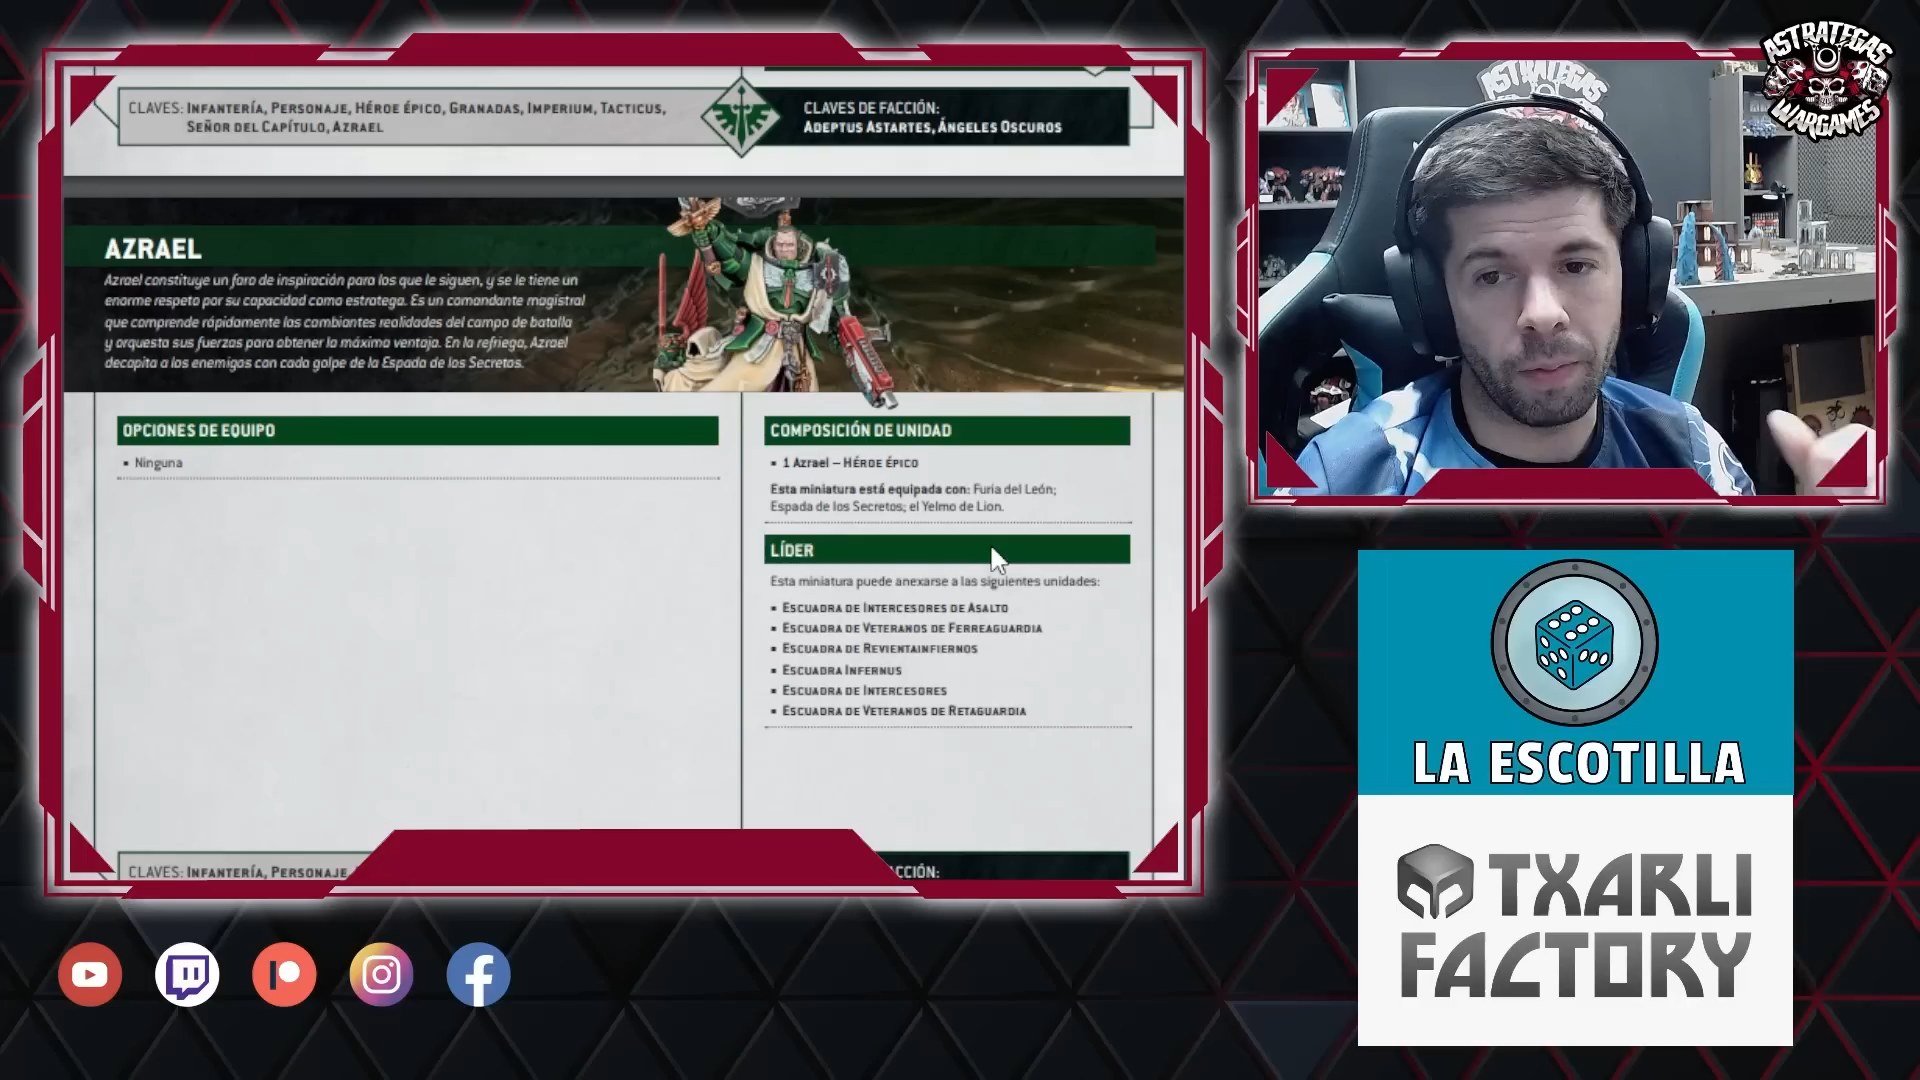 CLAVES: INFANTERÍA, PERSONAJE, HÉROE ÉPICO, GRANADAS, IMPERIUM, TACTICUS,
SEÑOR DEL CAPÍTULO, AZRAEL
CLAVES DE FACCIÓN:
ADEPTUS ASTARTES, ÁNGELES OSCUROS
AZRAEL
Azrael constituye un faro de inspiración para los que le siguen, y se le tiene un
enorme respeto por su capacidad como estratega. Es un comandante magistral
que comprende rápidamente las cambiantes realidades del campo de batalla
y orquesta sus fuerzas para obtener la máxima ventaja. En la refriega, Azrael
decapita a los enemigos con cada golpe de la Espada de los Secretos.
OPCIONES DE EQUIPO
▪ Ninguna
COMPOSICIÓN DE UNIDAD
▪ 1 Azrael – HÉROE ÉPICO
Esta miniatura está equipada con: Furia del León;
Espada de los Secretos; el Yelmo de Lion.
LÍDER
Esta miniatura puede anexarse a las siguientes unidades:
▪ ESCUADRA DE INTERCESORES DE ASALTO
▪ ESCUADRA DE VETERANOS DE FERREAGUARDIA
▪ ESCUADRA DE REVIENTAINFIERNOS
▪ ESCUADRA INFERNUS
▪ ESCUADRA DE INTERCESORES
▪ ESCUADRA DE VETERANOS DE RETAGUARDIA
CLAVES: INFANTERÍA, PERSONAJE
CCIÓN:
ASTRATEGAS
WARGAMES
ASTRATEGAS
LA ESCOTILLA
TXARLI
FACTORY